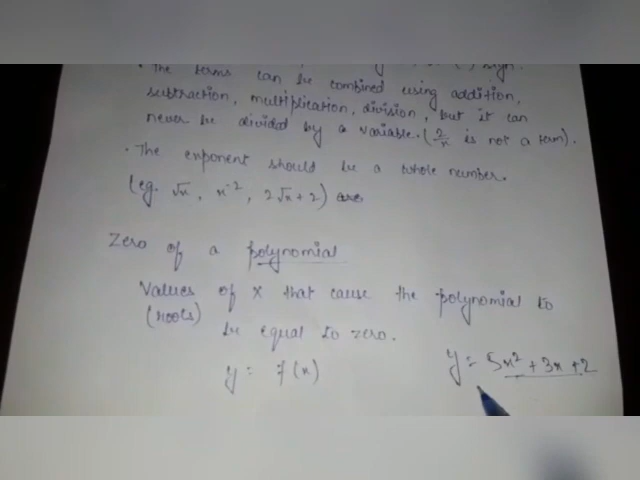 sign.
• The terms can be combined using addition,
subtraction, multiplication, division, but it can
never be divided by a variable. (2/x is not a term).
• The exponent should be a whole number.
(eg. √x, x⁻², 2√x + 2) are
Zero of a polynomial
Values of x that cause the polynomial to
(roots) be equal to zero.
y = f(x) y = 5x² + 3x + 2